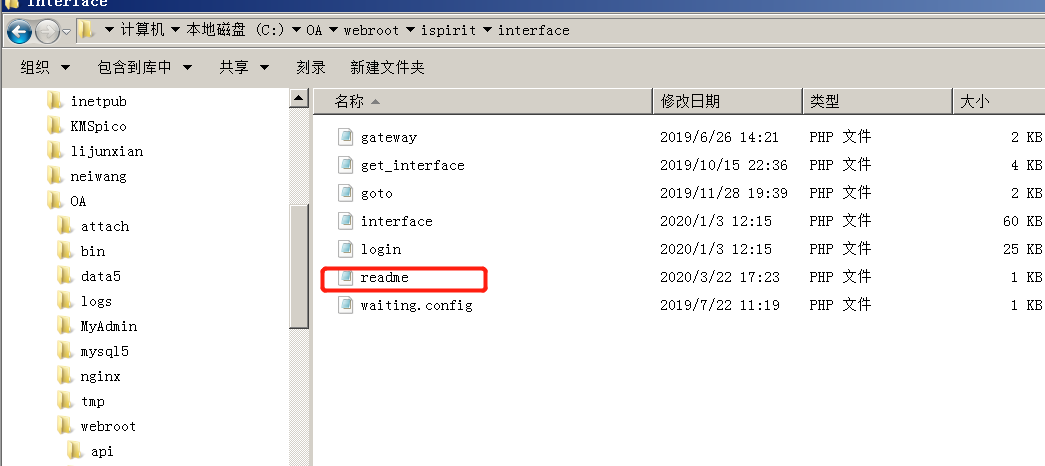 interface
计算机 本地磁盘 (C:) OA webroot ispirit interface
组织 包含到库中 共享 刻录 新建文件夹
inetpub
KMSpico
lijunxian
neiwang
OA
attach
bin
data5
logs
MyAdmin
mysql5
nginx
tmp
webroot
api
名称 修改日期 类型 大小
gateway 2019/6/26 14:21 PHP 文件 2 KB
get_interface 2019/10/15 22:36 PHP 文件 4 KB
goto 2019/11/28 19:39 PHP 文件 2 KB
interface 2020/1/3 12:15 PHP 文件 60 KB
login 2020/1/3 12:15 PHP 文件 25 KB
readme 2020/3/22 17:23 PHP 文件 1 KB
waiting.config 2019/7/22 11:19 PHP 文件 1 KB